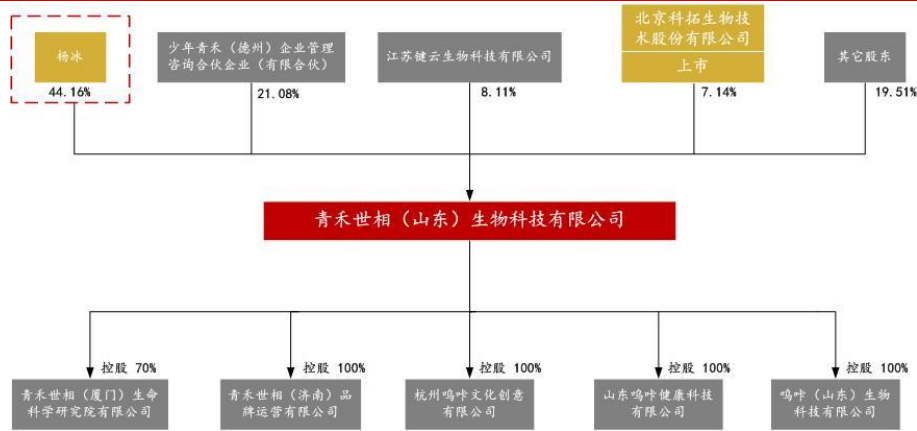 杨冰
少年青禾（德州）企业管理
咨询合伙企业（有限合伙）
江苏健云生物科技有限公司
北京科拓生物技
术股份有限公司
上市
其它股东
44.16%
21.08%
8.11%
7.14%
19.51%
青禾世相（山东）生物科技有限公司
控股 70%
控股 100%
控股 100%
控股 100%
控股 100%
青禾世相（厦门）生命
科学研究院有限公司
青禾世相（济南）品
牌运营有限公司
杭州呜咔文化创意
有限公司
山东呜咔健康科技
有限公司
呜咔（山东）生物
科技有限公司